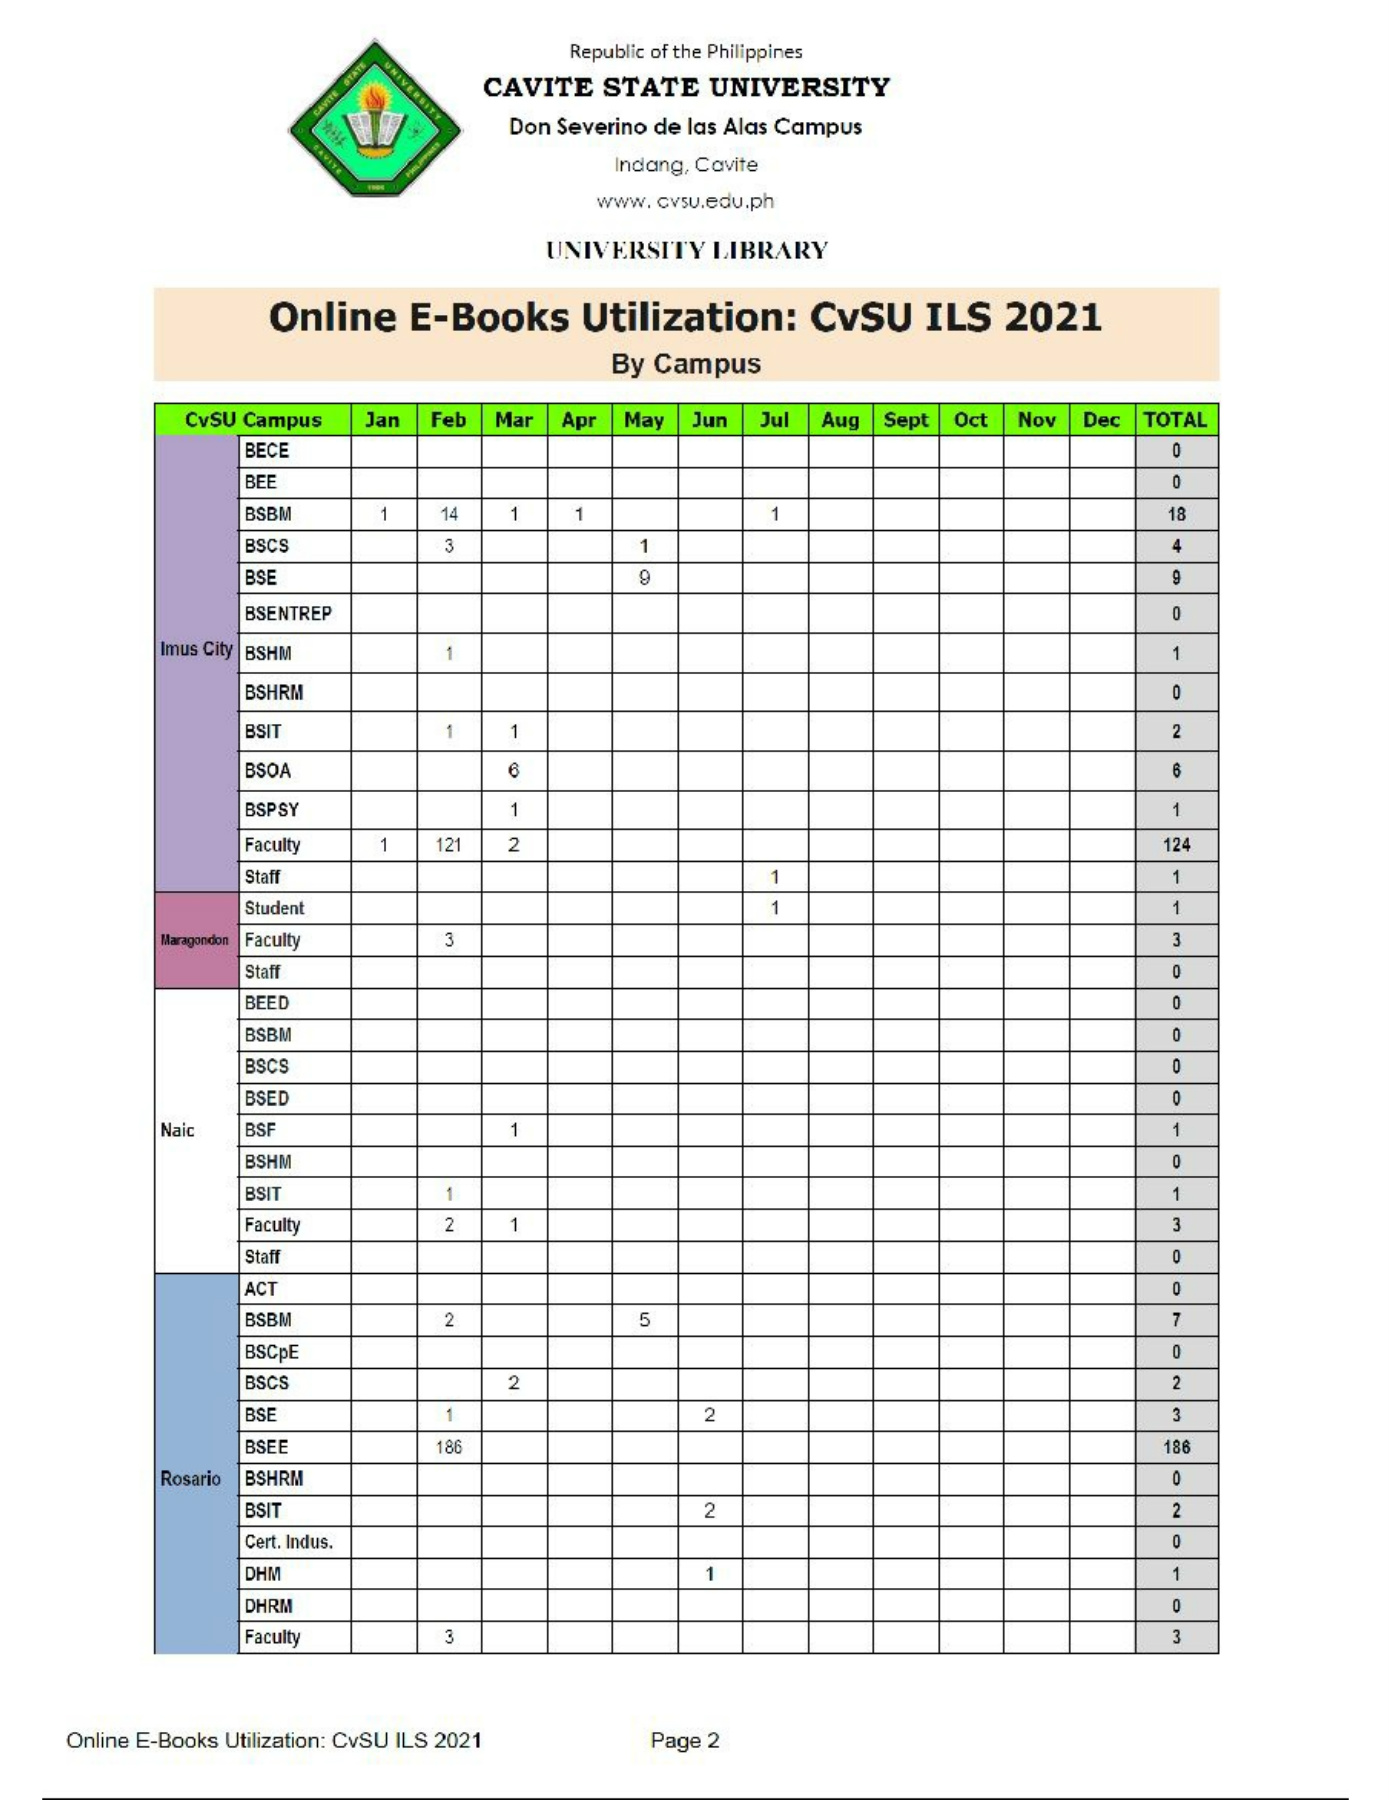 Republic of the Philippines
CAVITE STATE UNIVERSITY
Don Severino de las Alas Campus
Indang, Cavite
www. cvsu.edu.ph
UNIVERSITY LIBRARY
CAVITE STATE UNIVERSITY
CAVITE PHILIPPINES
1906
Online E-Books Utilization: CvSU ILS 2021
By Campus
CvSU Campus Jan Feb Mar Apr May Jun Jul Aug Sept Oct Nov Dec TOTAL
BECE 0
BEE 0
BSBM 1 14 1 1 1 18
BSCS 3 1 4
BSE 9 9
BSENTREP 0
Imus City BSHM 1 1
BSHRM 0
BSIT 1 1 2
BSOA 6 6
BSPSY 1 1
Faculty 1 121 2 124
Staff 1 1
Student 1 1
Maragondon Faculty 3 3
Staff 0
BEED 0
BSBM 0
BSCS 0
BSED 0
Naic BSF 1 1
BSHM 0
BSIT 1 1
Faculty 2 1 3
Staff 0
ACT 0
BSBM 2 5 7
BSCpE 0
BSCS 2 2
BSE 1 2 3
BSEE 186 186
Rosario BSHRM 0
BSIT 2 2
Cert. Indus. 0
DHM 1 1
DHRM 0
Faculty 3 3
Online E-Books Utilization: CvSU ILS 2021 Page 2